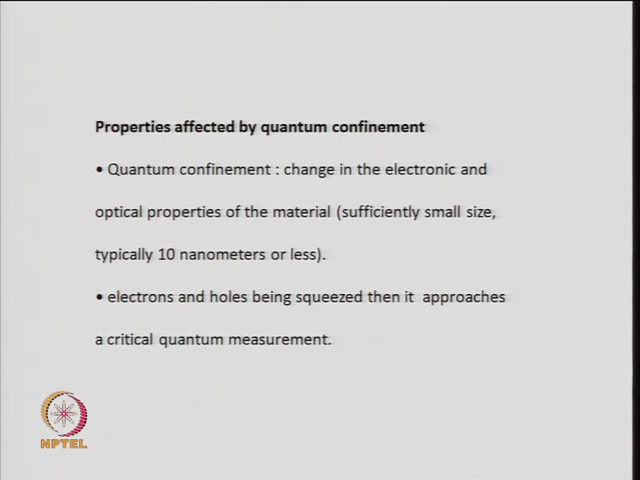 Properties affected by quantum confinement
• Quantum confinement : change in the electronic and
optical properties of the material (sufficiently small size,
typically 10 nanometers or less).
• electrons and holes being squeezed then it approaches
a critical quantum measurement.
NPTEL